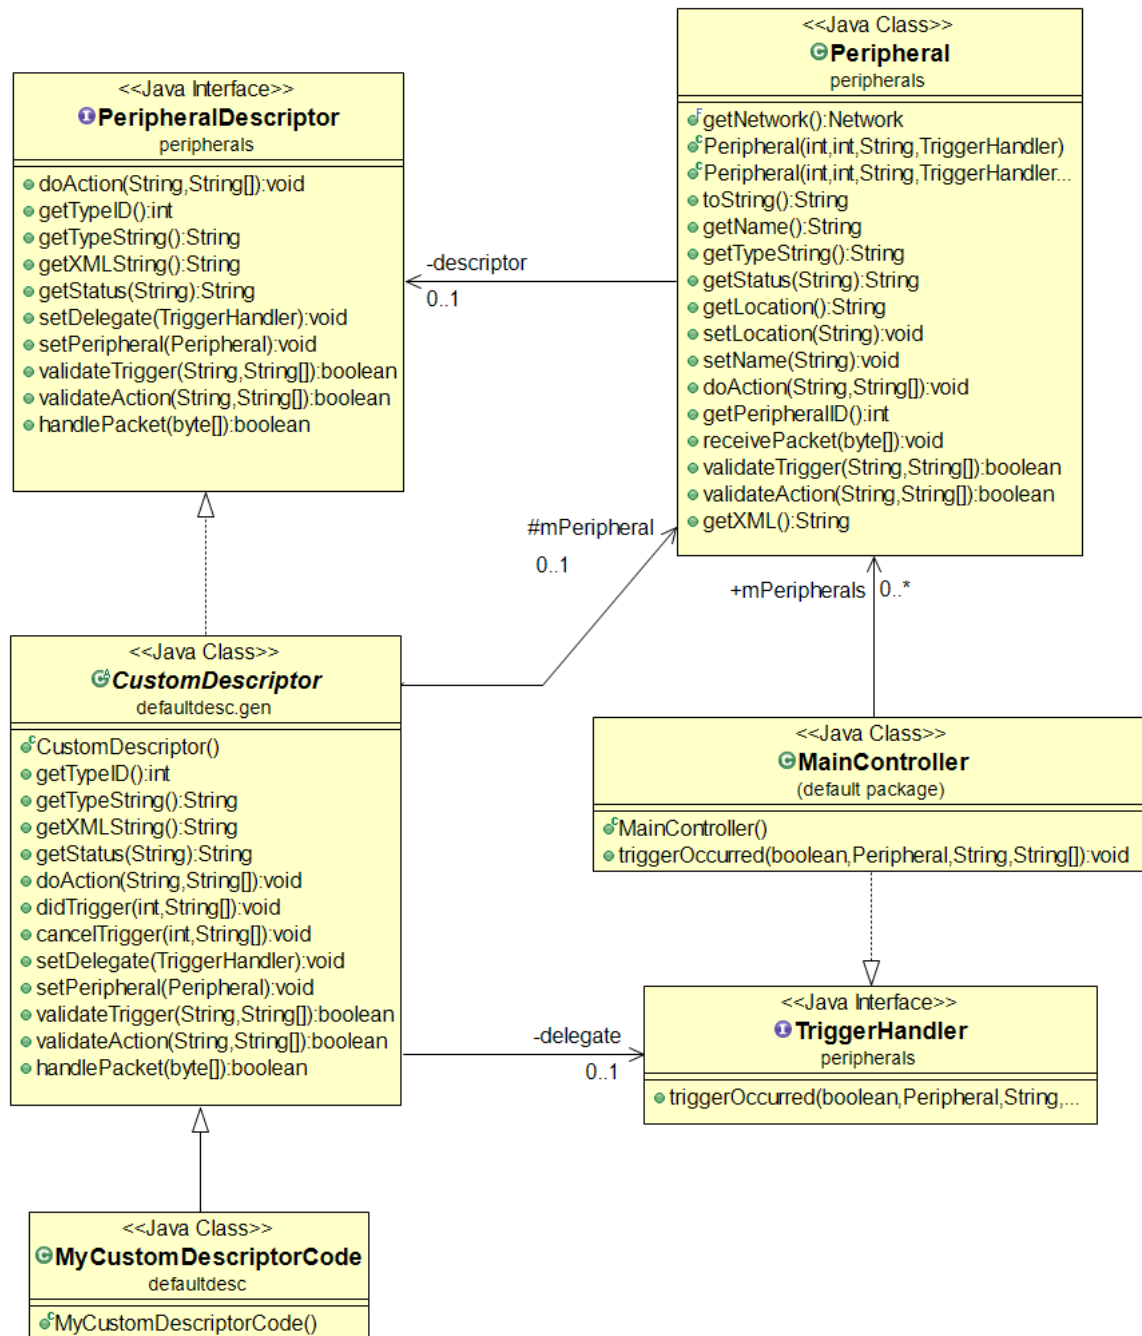 <<Java Class>>
Peripheral
peripherals
getNetwork():Network
Peripheral(int,int,String,TriggerHandler)
Peripheral(int,int,String,TriggerHandler...
toString():String
getName():String
getTypeString():String
getStatus(String):String
getLocation():String
setLocation(String):void
setName(String):void
doAction(String,String[]):void
getPeripheralID():int
receivePacket(byte[]):void
validateTrigger(String,String[]):boolean
validateAction(String,String[]):boolean
getXML():String
<<Java Interface>>
PeripheralDescriptor
peripherals
doAction(String,String[]):void
getTypeID():int
getTypeString():String
getXMLString():String
getStatus(String):String
setDelegate(TriggerHandler):void
setPeripheral(Peripheral):void
validateTrigger(String,String[]):boolean
validateAction(String,String[]):boolean
handlePacket(byte[]):boolean
-descriptor
0..1
#mPeripheral
0..1
+mPeripherals
0..*
<<Java Class>>
CustomDescriptor
defaultdesc.gen
CustomDescriptor()
getTypeID():int
getTypeString():String
getXMLString():String
getStatus(String):String
doAction(String,String[]):void
didTrigger(int,String[]):void
cancelTrigger(int,String[]):void
setDelegate(TriggerHandler):void
setPeripheral(Peripheral):void
validateTrigger(String,String[]):boolean
validateAction(String,String[]):boolean
handlePacket(byte[]):boolean
<<Java Class>>
MainController
(default package)
MainController()
triggerOccurred(boolean,Peripheral,String,String[]):void
-delegate
0..1
<<Java Interface>>
TriggerHandler
peripherals
triggerOccurred(boolean,Peripheral,String,...
<<Java Class>>
MyCustomDescriptorCode
defaultdesc
MyCustomDescriptorCode()